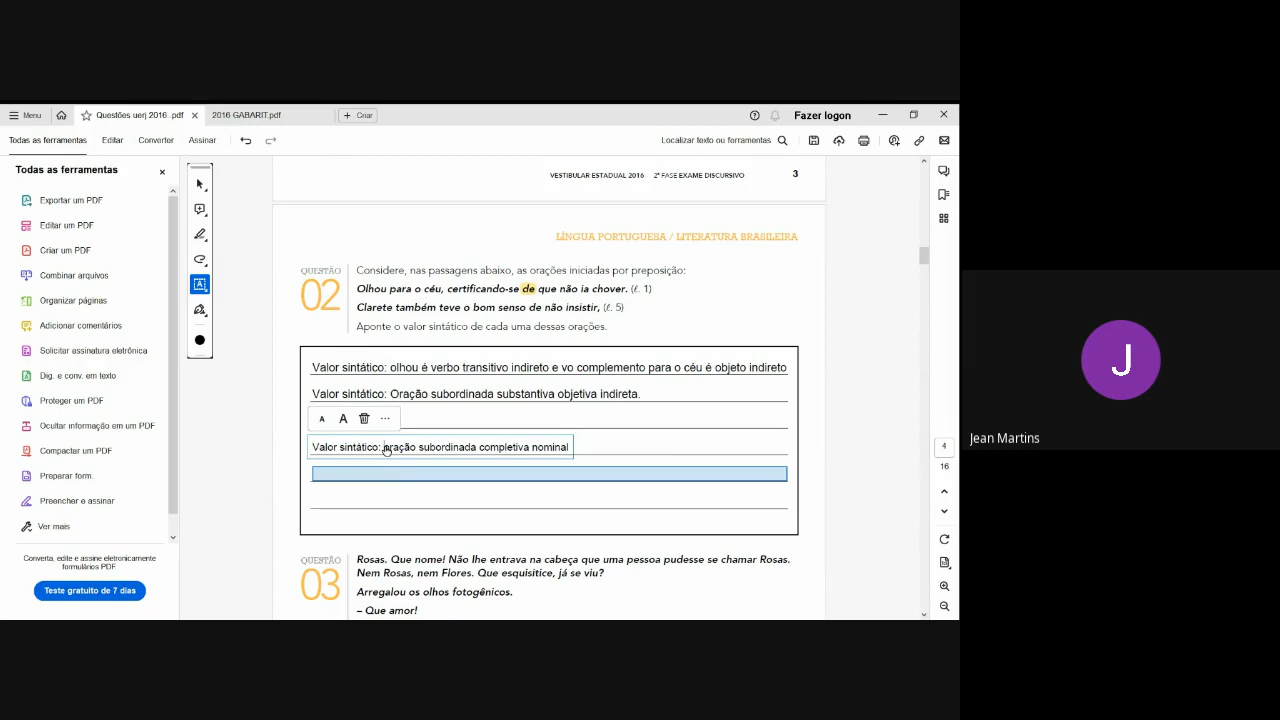 Menu
Questões uerj 2016..pdf
2016 GABARIT.pdf
Criar
Fazer logon
Todas as ferramentas
Editar
Converter
Assinar
Localizar texto ou ferramentas
Todas as ferramentas
Exportar um PDF
Editar um PDF
Criar um PDF
Combinar arquivos
Organizar páginas
Adicionar comentários
Solicitar assinatura eletrônica
Dig. e conv. em texto
Proteger um PDF
Ocultar informação em um PDF
Compactar um PDF
Preparar form
Preencher e assinar
Ver mais
Converta, edite e assine eletronicamente
formulários PDF
Teste gratuito de 7 dias
VESTIBULAR ESTADUAL 2016 2ª FASE EXAME DISCURSIVO 3
LÍNGUA PORTUGUESA / LITERATURA BRASILEIRA
QUESTÃO
02
Considere, nas passagens abaixo, as orações iniciadas por preposição:
Olhou para o céu, certificando-se de que não ia chover. (ℓ. 1)
Clarete também teve o bom senso de não insistir, (ℓ. 5)
Aponte o valor sintático de cada uma dessas orações.
Valor sintático: olhou é verbo transitivo indireto e vo complemento para o céu é objeto indireto
Valor sintático: Oração subordinada substantiva objetiva indireta.
A A
Valor sintático: oração subordinada completiva nominal
QUESTÃO
03
Rosas. Que nome! Não lhe entrava na cabeça que uma pessoa pudesse se chamar Rosas.
Nem Rosas, nem Flores. Que esquisitice, já se viu?
Arregalou os olhos fotogênicos.
– Que amor!
4
16
J
Jean Martins